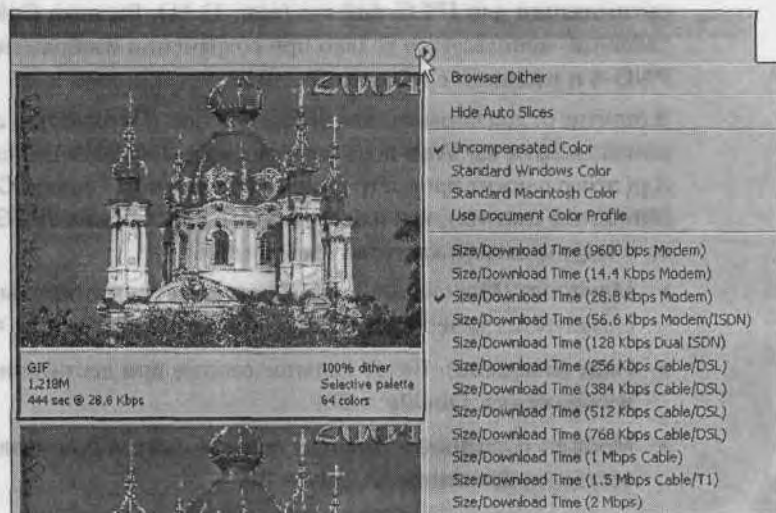 2004
Browser Dither
Hide Auto Slices
Uncompensated Color
Standard Windows Color
Standard Macintosh Color
Use Document Color Profile
Size/Download Time (9600 bps Modem)
Size/Download Time (14.4 Kbps Modem)
Size/Download Time (28.8 Kbps Modem)
Size/Download Time (56.6 Kbps Modem/ISDN)
Size/Download Time (128 Kbps Dual ISDN)
Size/Download Time (256 Kbps Cable/DSL)
Size/Download Time (384 Kbps Cable/DSL)
Size/Download Time (512 Kbps Cable/DSL)
Size/Download Time (768 Kbps Cable/DSL)
Size/Download Time (1 Mbps Cable)
Size/Download Time (1.5 Mbps Cable/T1)
Size/Download Time (2 Mbps)
GIF 100% dither
1,218M Selective palette
444 sec @ 28.8 Kbps 64 colors
2004